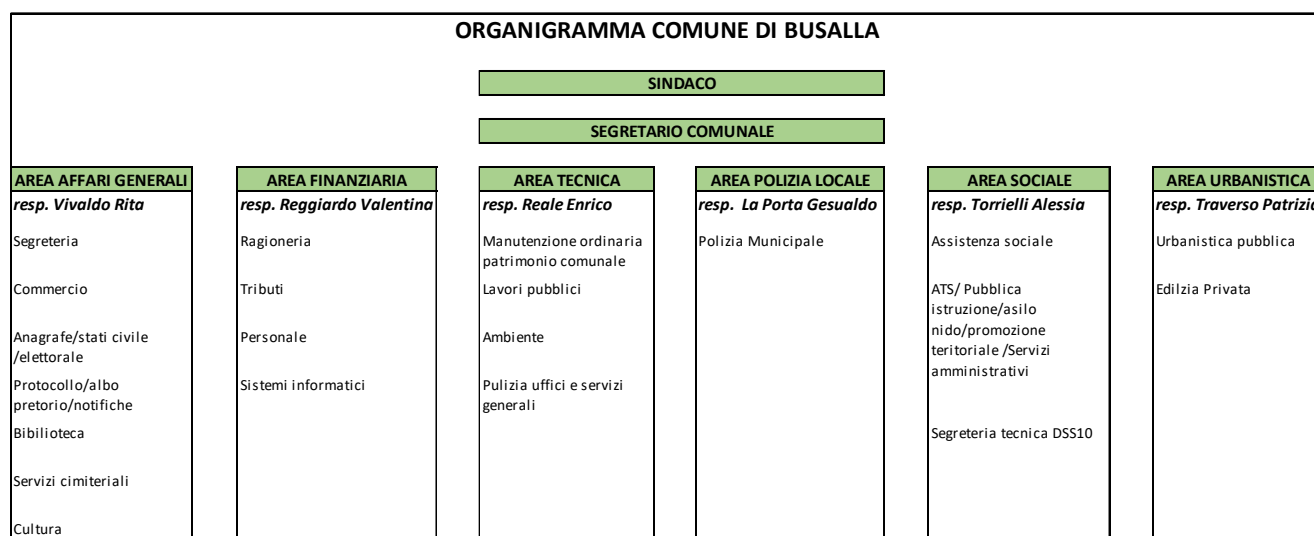 ORGANIGRAMMA COMUNE DI BUSALLA
SINDACO
SEGRETARIO COMUNALE
AREA AFFARI GENERALI
resp. Vivaldo Rita
Segreteria
Commercio
Anagrafe/stati civile
/elettorale
Protocollo/albo
pretorio/notifiche
Bibilioteca
Servizi cimiteriali
Cultura
AREA FINANZIARIA
resp. Reggiardo Valentina
Ragioneria
Tributi
Personale
Sistemi informatici
AREA TECNICA
resp. Reale Enrico
Manutenzione ordinaria
patrimonio comunale
Lavori pubblici
Ambiente
Pulizia uffici e servizi
generali
AREA POLIZIA LOCALE
resp. La Porta Gesualdo
Polizia Municipale
AREA SOCIALE
resp. Torrielli Alessia
Assistenza sociale
ATS/ Pubblica
istruzione/asilo
nido/promozione
teritoriale /Servizi
amministrativi
Segreteria tecnica DSS10
AREA URBANISTICA
resp. Traverso Patrizia
Urbanistica pubblica
Edilzia Privata